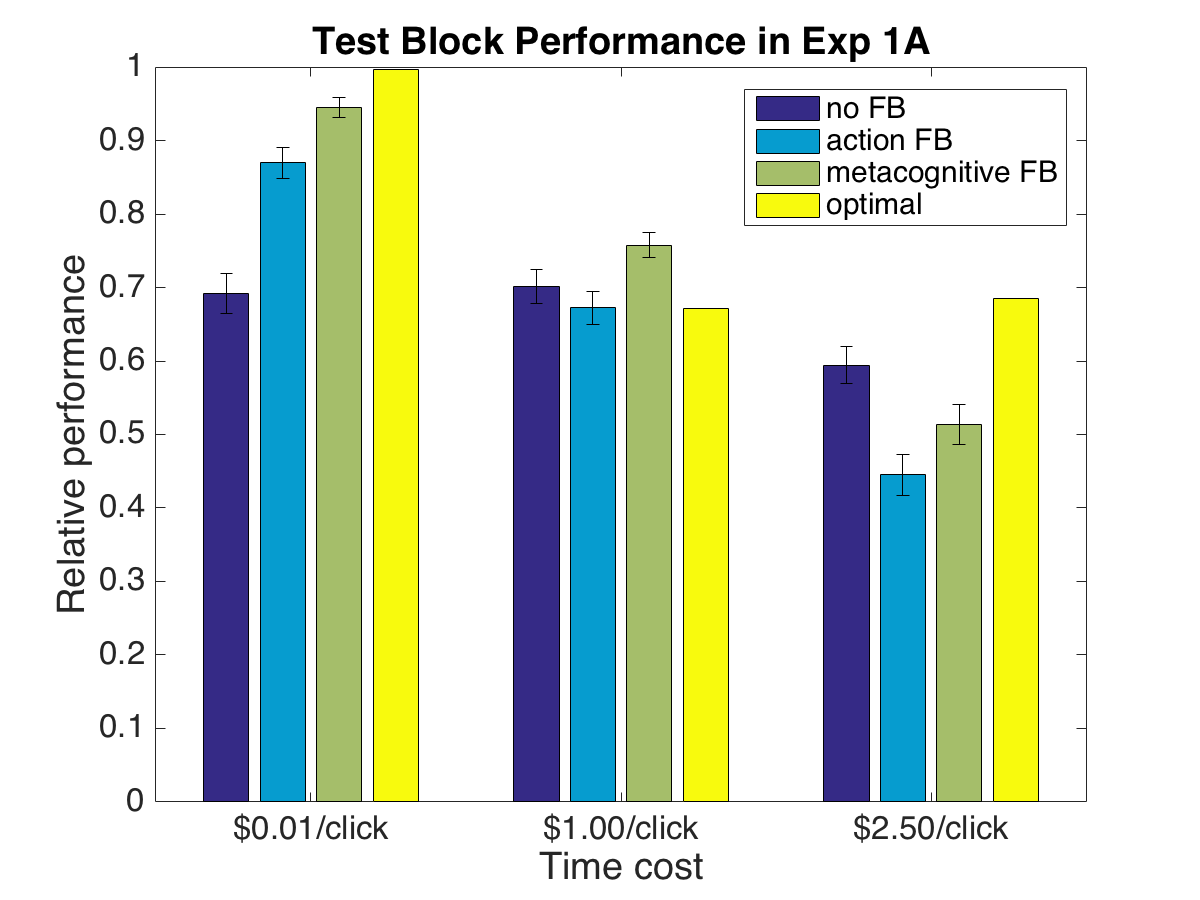 Test Block Performance in Exp 1A
no FB
action FB
metacognitive FB
optimal
Relative performance
1
0.9
0.8
0.7
0.6
0.5
0.4
0.3
0.2
0.1
0
$0.01/click
$1.00/click
$2.50/click
Time cost